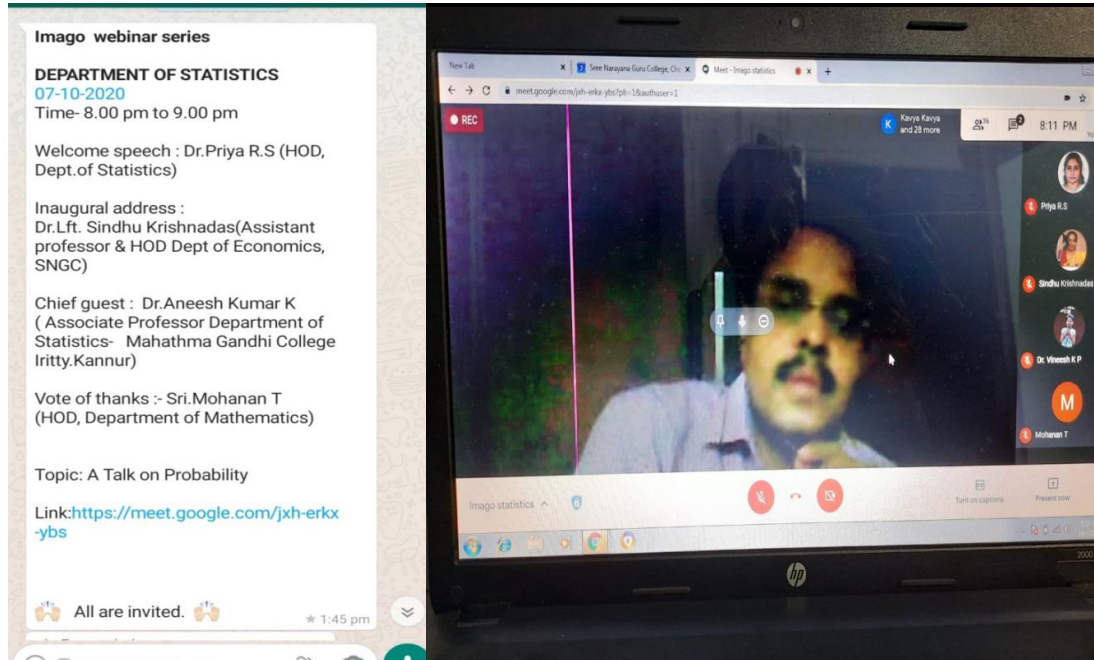 Imago webinar series
DEPARTMENT OF STATISTICS
07-10-2020
Time- 8.00 pm to 9.00 pm
Welcome speech : Dr.Priya R.S (HOD,
Dept.of Statistics)
Inaugural address :
Dr.Lft. Sindhu Krishnadas(Assistant
professor & HOD Dept of Economics,
SNGC)
Chief guest : Dr.Aneesh Kumar K
( Associate Professor Department of
Statistics- Mahathma Gandhi College
Iritty.Kannur)
Vote of thanks :- Sri.Mohanan T
(HOD, Department of Mathematics)
Topic: A Talk on Probability
Link:https://meet.google.com/jxh-erkx
-ybs
All are invited.
1:45 pm
New Tab
Sree Narayana Guru College, Ch
Meet - Imago statistics
meet.google.com/jxh-erkx-ybs?pli=1&authuser=1
REC
K
Kavya Kavya
and 28 more
36
2
8:11 PM
Priya R.S
Sindhu Krishnadas
Dr. Vineesh K P
M
Mohanan T
Imago statistics
Turn on captions
Present now
hp
2000